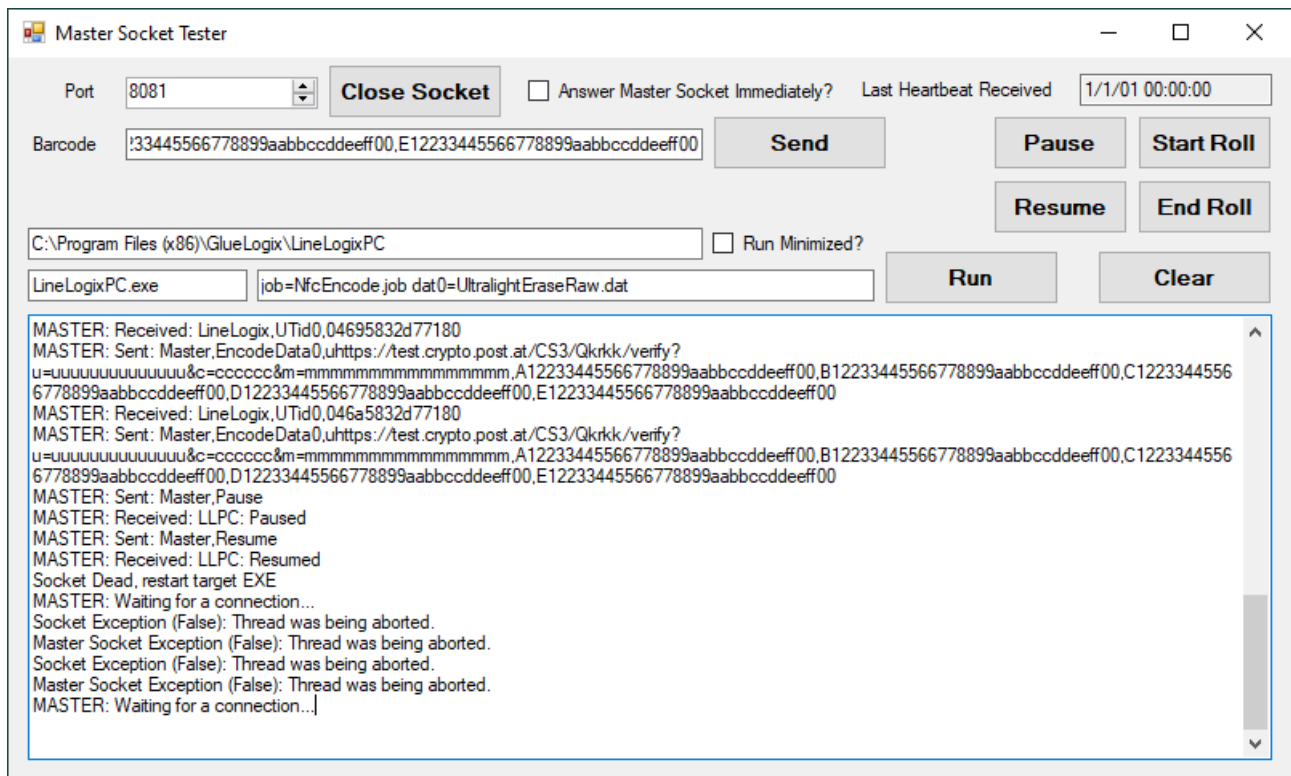 Master Socket Tester
Port 8081 Close Socket Answer Master Socket Immediately? Last Heartbeat Received 1/1/01 00:00:00
Barcode !33445566778899aabbccddeeff00,E12233445566778899aabbccddeeff00 Send Pause Start Roll
Resume End Roll
C:\Program Files (x86)\GlueLogix\LineLogixPC Run Minimized?
LineLogixPC.exe job=NfcEncode.job dat0=UltralightEraseRaw.dat Run Clear
MASTER: Received: LineLogix,UTid0,04695832d77180
MASTER: Sent: Master,EncodeData0,uhttps://test.crypto.post.at/CS3/Qkrkk/verify?
u=uuuuuuuuuuuuuu&c=cccccc&m=mmmmmmmmmmmmmmmm,A12233445566778899aabbccddeeff00,B12233445566778899aabbccddeeff00,C1223344556
6778899aabbccddeeff00,D12233445566778899aabbccddeeff00,E12233445566778899aabbccddeeff00
MASTER: Received: LineLogix,UTid0,046a5832d77180
MASTER: Sent: Master,EncodeData0,uhttps://test.crypto.post.at/CS3/Qkrkk/verify?
u=uuuuuuuuuuuuuu&c=cccccc&m=mmmmmmmmmmmmmmmm,A12233445566778899aabbccddeeff00,B12233445566778899aabbccddeeff00,C1223344556
6778899aabbccddeeff00,D12233445566778899aabbccddeeff00,E12233445566778899aabbccddeeff00
MASTER: Sent: Master,Pause
MASTER: Received: LLPC: Paused
MASTER: Sent: Master,Resume
MASTER: Received: LLPC: Resumed
Socket Dead, restart target EXE
MASTER: Waiting for a connection...
Socket Exception (False): Thread was being aborted.
Master Socket Exception (False): Thread was being aborted.
Socket Exception (False): Thread was being aborted.
Master Socket Exception (False): Thread was being aborted.
MASTER: Waiting for a connection...